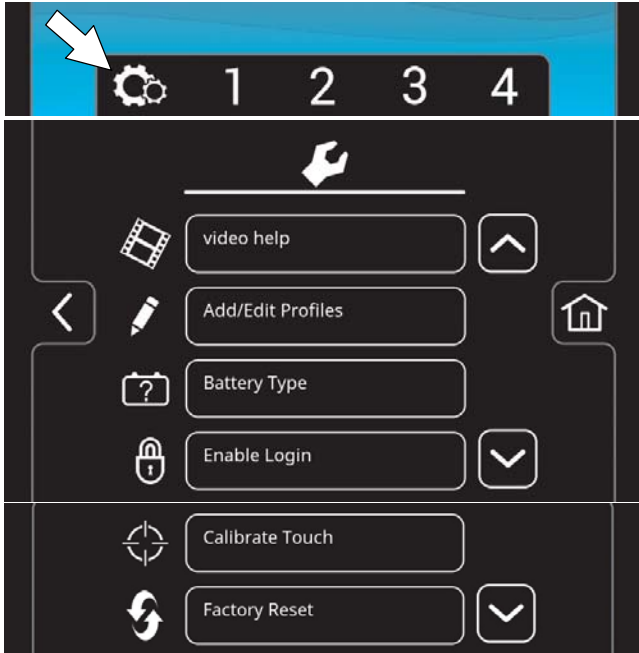 1 2 3 4
video help
Add/Edit Profiles
Battery Type
?
Enable Login
Calibrate Touch
Factory Reset